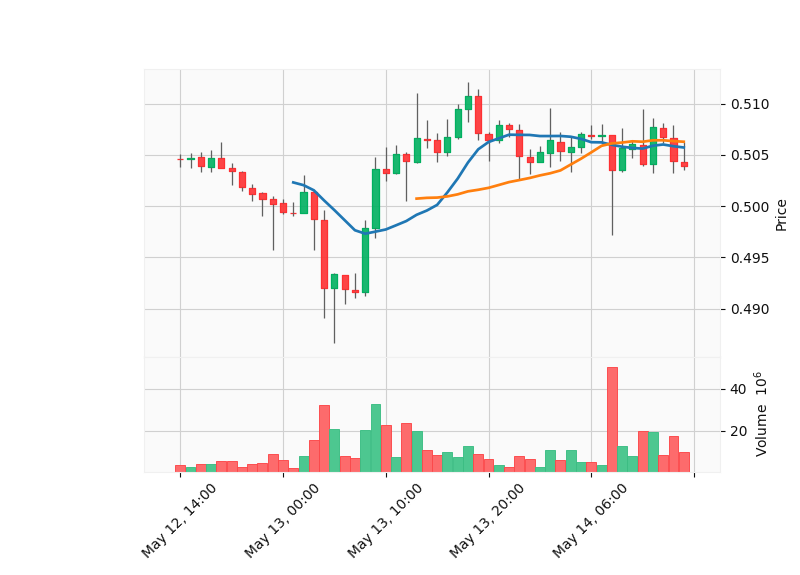 0.510
0.505
0.500
0.495
0.490
Price
40
20
Volume 10^6
May 12, 14:00
May 13, 00:00
May 13, 10:00
May 13, 20:00
May 14, 06:00